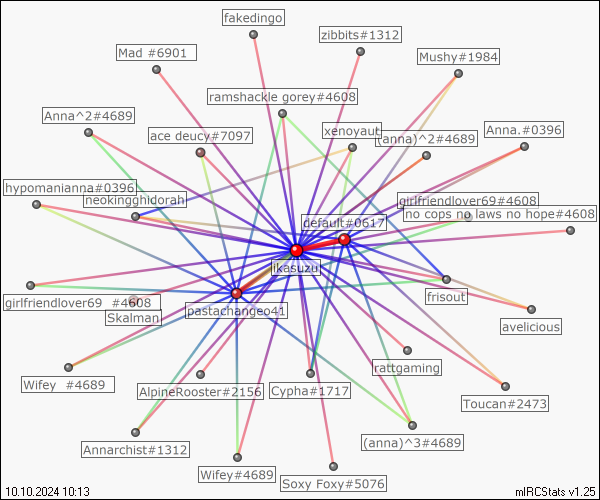 fakedingo
zibbits#1312
Mad #6901
Mushy#1984
ramshackle gorey#4608
Anna^2#4689
ace deucy#7097
xenoyaut
(anna)^2#4689
Anna.#0396
hypomanianna#0396
neokingghidorah
girlfriendlover69#4608
default#0617
no cops no laws no hope#4608
likasuzu
girlfriendlover69 #4608
Skalman
pastachangeo41
frisout
avelicious
rattgaming
Wifey #4689
AlpineRooster#2156
Cypha#1717
Toucan#2473
Annarchist#1312
(anna)^3#4689
Wifey#4689
Soxy Foxy#5076
10.10.2024 10:13
mIRCStats v1.25